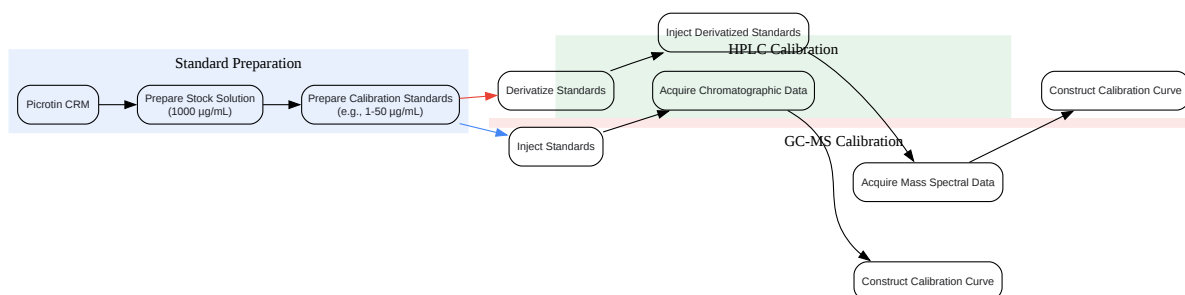 Standard Preparation
Picrotin CRM
Prepare Stock Solution
(1000 µg/mL)
Prepare Calibration Standards
(e.g., 1-50 µg/mL)
Derivatize Standards
Inject Standards
Inject Derivatized Standards
HPLC Calibration
Acquire Chromatographic Data
GC-MS Calibration
Acquire Mass Spectral Data
Construct Calibration Curve
Construct Calibration Curve